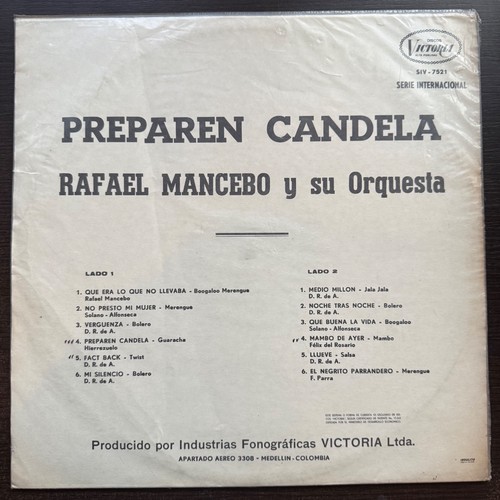 DISCOS
VICTORIA
SIV - 7521
SERIE INTERNACIONAL
PREPAREN CANDELA
RAFAEL MANCEBO y su Orquesta
LADO 1
1. QUE ERA LO QUE NO LLEVABA - Boogaloo Merengue
Rafael Mancebo
2. NO PRESTO MI MUJER - Merengue
Solano - Allonseca
3. VERGUENZA - Bolero
D. R. de A.
4. PREPAREN CANDELA - Guaracha
Hierrezuelo
5. FACT BACK - Twist
D. R. de A.
6. MI SILENCIO - Bolero
D. R. de A.
LADO 2
1. MEDIO MILLON - Jala Jala
D. R. de A.
2. NOCHE TRAS NOCHE - Bolero
D. R. de A.
3. QUE BUENA LA VIDA - Boogaloo
Solano - Allonseca
4. MAMBO DE AYER - Mambo
Félix del Rosario
5. LLUEVE - Salsa
D. R. de A.
6. EL NEGRITO PARRANDERO - Merengue
F. Parra
Producido por Industrias Fonográficas VICTORIA Ltda.
APARTADO AEREO 3308 - MEDELLIN - COLOMBIA